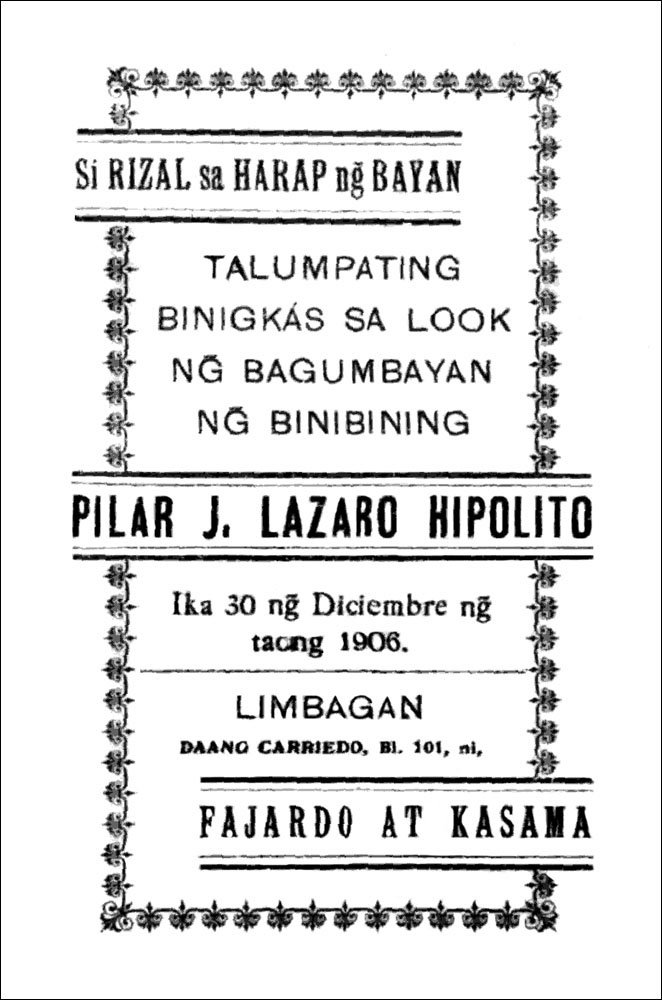 Si RIZAL sa HARAP ng̃ BAYAN
TALUMPATING
BINIGKÁS SA LOOK
NG̃ BAGUMBAYAN
NG̃ BINIBINING
PILAR J. LAZARO HIPOLITO
Ika 30 ng̃ Diciembre ng̃
taong 1906.
LIMBAGAN
DAANG CARRIEDO, Bl. 101, ni,
FAJARDO AT KASAMA